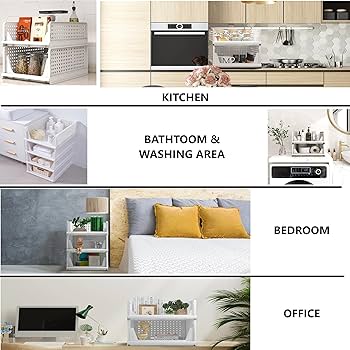 KITCHEN
BATHTOOM &
WASHING AREA
BEDROOM
OFFICE